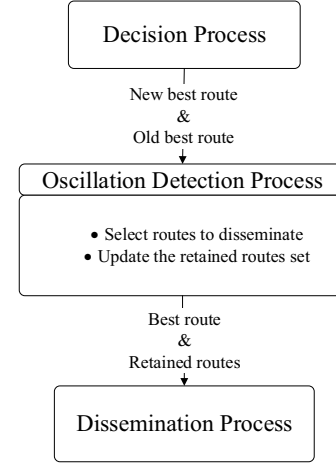 Decision Process
New best route
&
Old best route
Oscillation Detection Process
• Select routes to disseminate
• Update the retained routes set
Best route
&
Retained routes
Dissemination Process